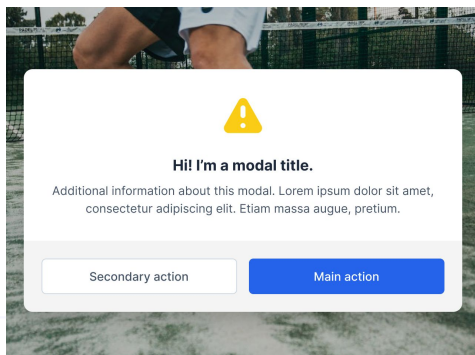 Hi! I'm a modal title.
Additional information about this modal. Lorem ipsum dolor sit amet,
consectetur adipiscing elit. Etiam massa augue, pretium.
Secondary action
Main action